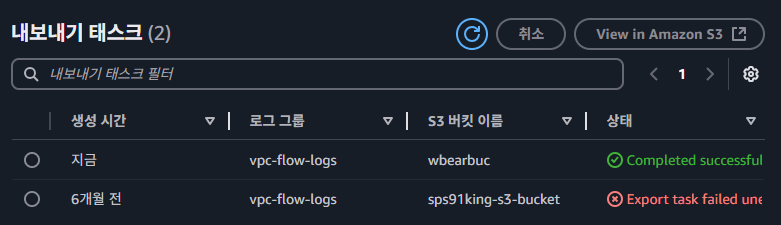 내보내기 태스크 (2)
취소
View in Amazon S3
내보내기 태스크 필터
1
생성 시간 로그 그룹 S3 버킷 이름 상태
지금 vpc-flow-logs wbearbuc Completed successful
6개월 전 vpc-flow-logs sps91king-s3-bucket Export task failed une